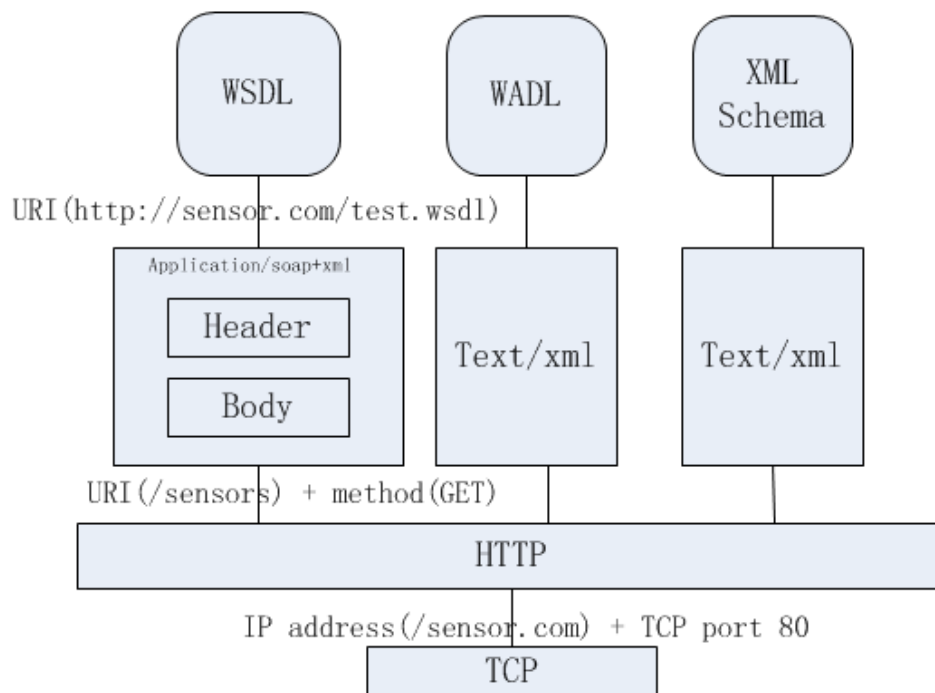 WSDL
WADL
XML
Schema
URI(http://sensor.com/test.wsdl)
Application/soap+xml
Header
Body
Text/xml
Text/xml
URI(/sensors) + method(GET)
HTTP
IP address(/sensor.com) + TCP port 80
TCP